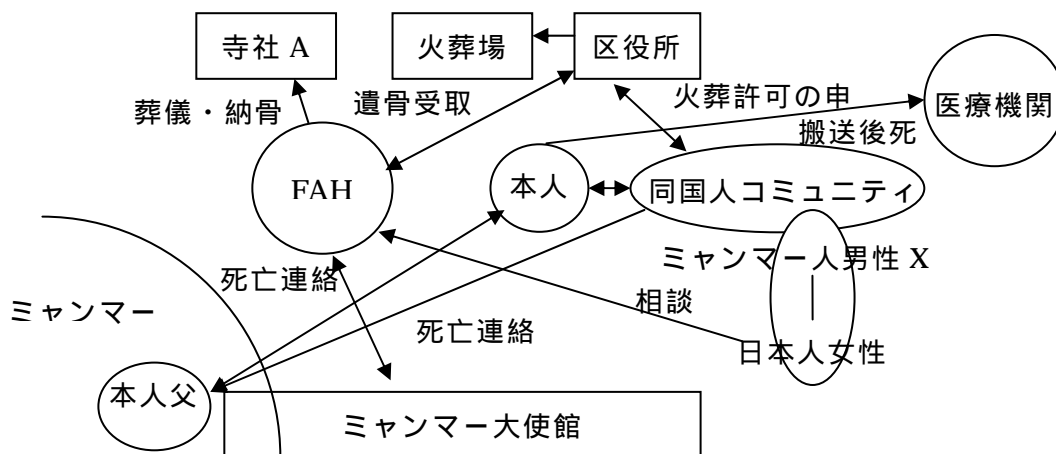 寺社 A
火葬場
区役所
葬儀・納骨
遺骨受取
火葬許可の申
医療機関
搬送後死
FAH
本人
同国人コミュニティ
ミャンマー人男性 X
死亡連絡
相談
ミャンマー
死亡連絡
日本人女性
本人父
ミャンマー大使館